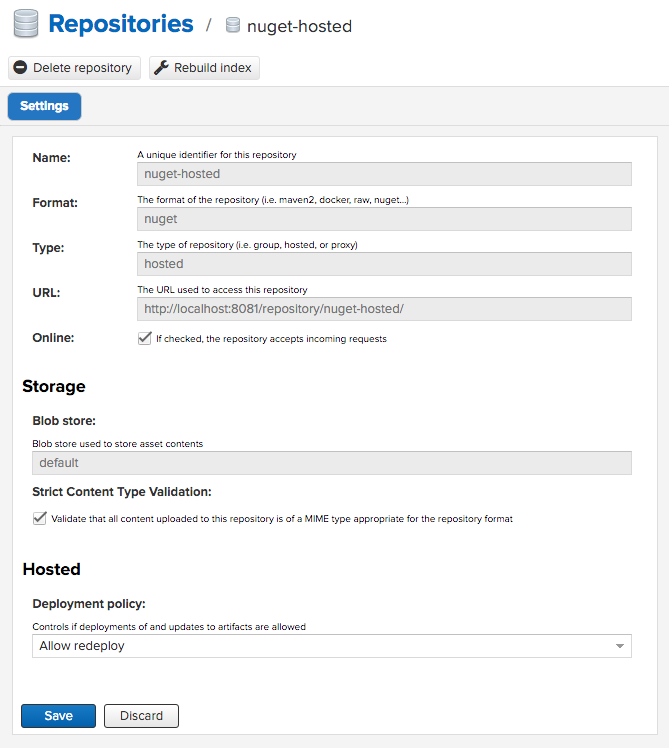 Repositories / nuget-hosted
Delete repository Rebuild index
Settings
Name: A unique identifier for this repository
nuget-hosted
Format: The format of the repository (i.e. maven2, docker, raw, nuget...)
nuget
Type: The type of repository (i.e. group, hosted, or proxy)
hosted
URL: The URL used to access this repository
http://localhost:8081/repository/nuget-hosted/
Online: If checked, the repository accepts incoming requests
Storage
Blob store:
Blob store used to store asset contents
default
Strict Content Type Validation:
Validate that all content uploaded to this repository is of a MIME type appropriate for the repository format
Hosted
Deployment policy:
Controls if deployments of and updates to artifacts are allowed
Allow redeploy
Save Discard